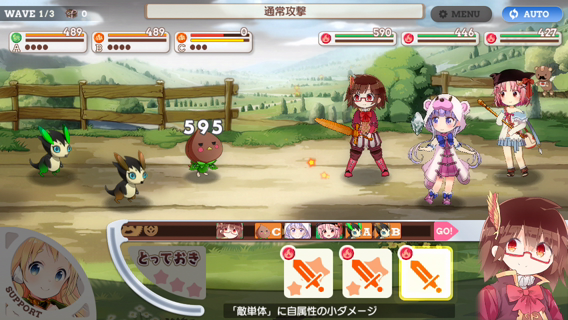 WAVE 1/3 0
通常攻撃
MENU
AUTO
489 489 0
A B C
590 446 427
595
C A B GO!
とっておき
SUPPORT
「敵単体」に自属性の小ダメージ